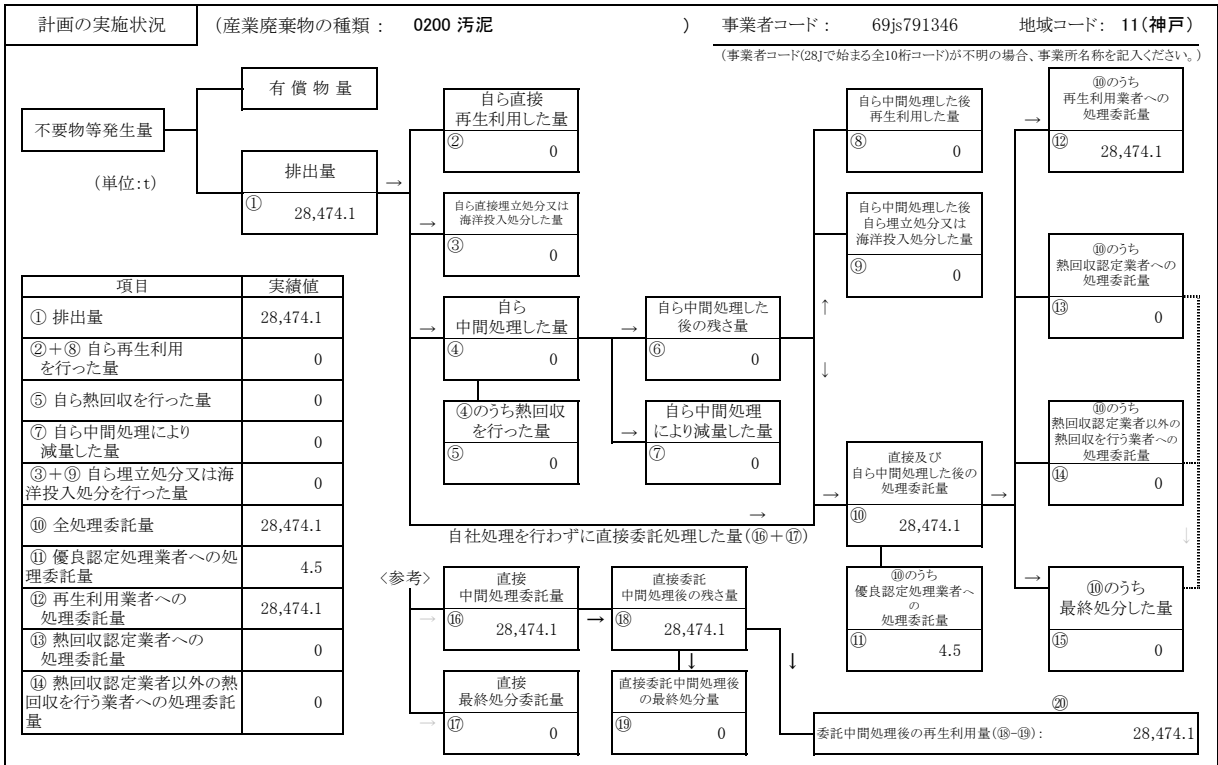 計画の実施状況 (産業廃棄物の種類： 0200 汚泥 ) 事業者コード： 69js791346 地域コード： 11(神戸)
(事業者コード(28Jで始まる全10桁コード)が不明の場合、事業所名称を記入ください。)
不要物等発生量
(単位:t)
有償物量
排出量
→
① 28,474.1
自ら直接
再生利用した量
② 0
→
自ら直接埋立処分又は
海洋投入処分した量
③ 0
→
自ら
中間処理した量
④ 0
④のうち熱回収
を行った量
⑤ 0
→
自ら中間処理した
後の残さ量
⑥ 0
→
自ら中間処理
により減量した量
⑦ 0
↑
↓
自ら中間処理した後
再生利用した量
⑧ 0
自ら中間処理した後
自ら埋立処分又は
海洋投入処分した量
⑨ 0
→
自社処理を行わずに直接委託処理した量(⑯+⑰)
→
直接及び
自ら中間処理した後の
処理委託量
⑩ 28,474.1
→
⑩のうち
優良認定処理業者へ
の
処理委託量
⑪ 4.5
→
⑩のうち
再生利用業者への
処理委託量
⑫ 28,474.1
⑩のうち
熱回収認定業者への
処理委託量
⑬ 0
⑩のうち
熱回収認定業者以外の
熱回収を行う業者への
処理委託量
⑭ 0
↓
→
⑩のうち
最終処分した量
⑮ 0
項目 実績値
① 排出量 28,474.1
②+⑧ 自ら再生利用
を行った量 0
⑤ 自ら熱回収を行った量 0
⑦ 自ら中間処理により
減量した量 0
③+⑨ 自ら埋立処分又は海
洋投入処分を行った量 0
⑩ 全処理委託量 28,474.1
⑪ 優良認定処理業者への処
理委託量 4.5
⑫ 再生利用業者への
処理委託量 28,474.1
⑬ 熱回収認定業者への
処理委託量 0
⑭ 熱回収認定業者以外の熱
回収を行う業者への処理委託
量 0
〈参考〉
→
直接
中間処理委託量
⑯ 28,474.1
→
直接
最終処分委託量
⑰ 0
→
直接委託
中間処理後の残さ量
⑱ 28,474.1
↓
直接委託中間処理後
の最終処分量
⑲ 0
↓
⑳
委託中間処理後の再生利用量(⑱-⑲)： 28,474.1